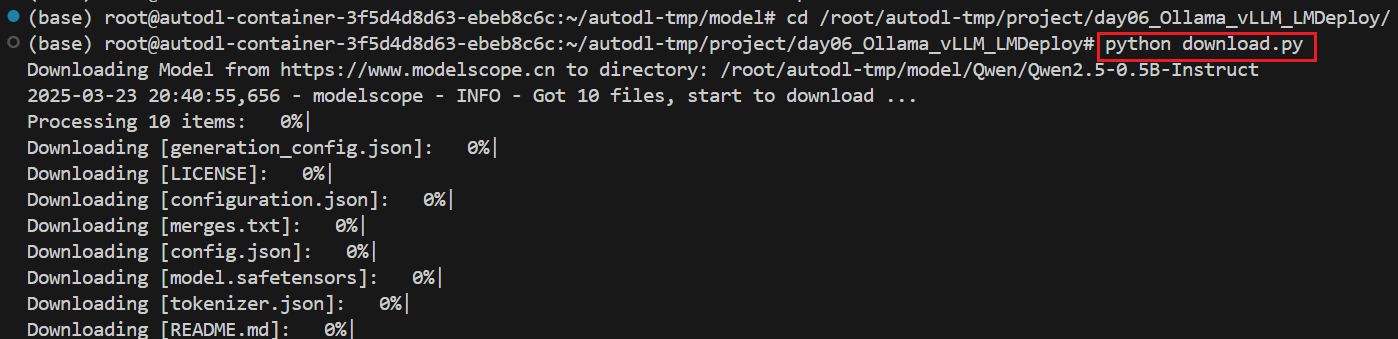 (base) root@autodl-container-3f5d4d8d63-ebeb8c6c:~/autodl-tmp/model# cd /root/autodl-tmp/project/day06_Ollama_vLLM_LMDeploy/
(base) root@autodl-container-3f5d4d8d63-ebeb8c6c:~/autodl-tmp/project/day06_Ollama_vLLM_LMDeploy# python download.py
Downloading Model from https://www.modelscope.cn to directory: /root/autodl-tmp/model/Qwen/Qwen2.5-0.5B-Instruct
2025-03-23 20:40:55,656 - modelscope - INFO - Got 10 files, start to download ...
Processing 10 items:   0%|
Downloading [generation_config.json]:   0%|
Downloading [LICENSE]:   0%|
Downloading [configuration.json]:   0%|
Downloading [merges.txt]:   0%|
Downloading [config.json]:   0%|
Downloading [model.safetensors]:   0%|
Downloading [tokenizer.json]:   0%|
Downloading [README.md]:   0%|